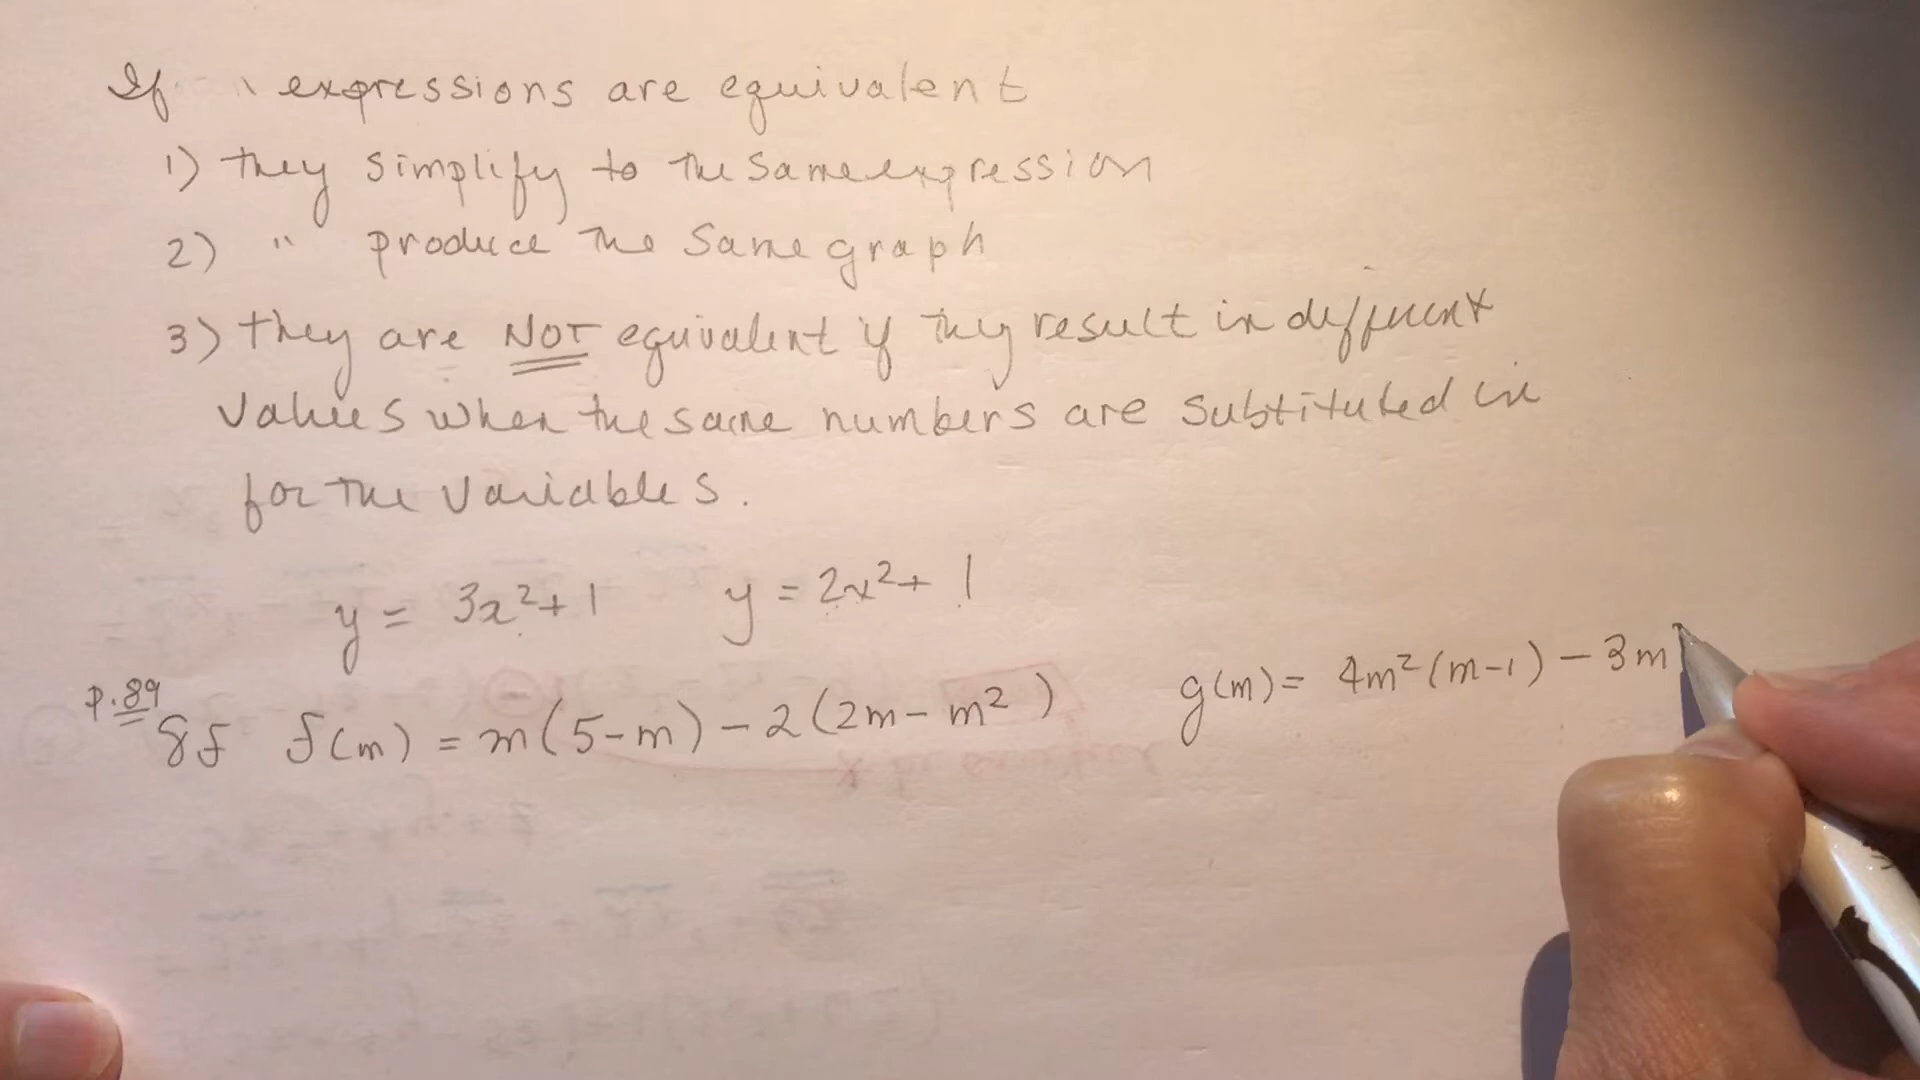 If expressions are equivalent
1) they simplify to the same expression
2) " produce the same graph
3) they are NOT equivalent if they result in different
values when the same numbers are substituted in
for the variables.
y = 3x²+1 y = 2x²+1
p.89
8f f(m) = m(5-m) - 2(2m - m²) g(m) = 4m²(m-1) - 3m